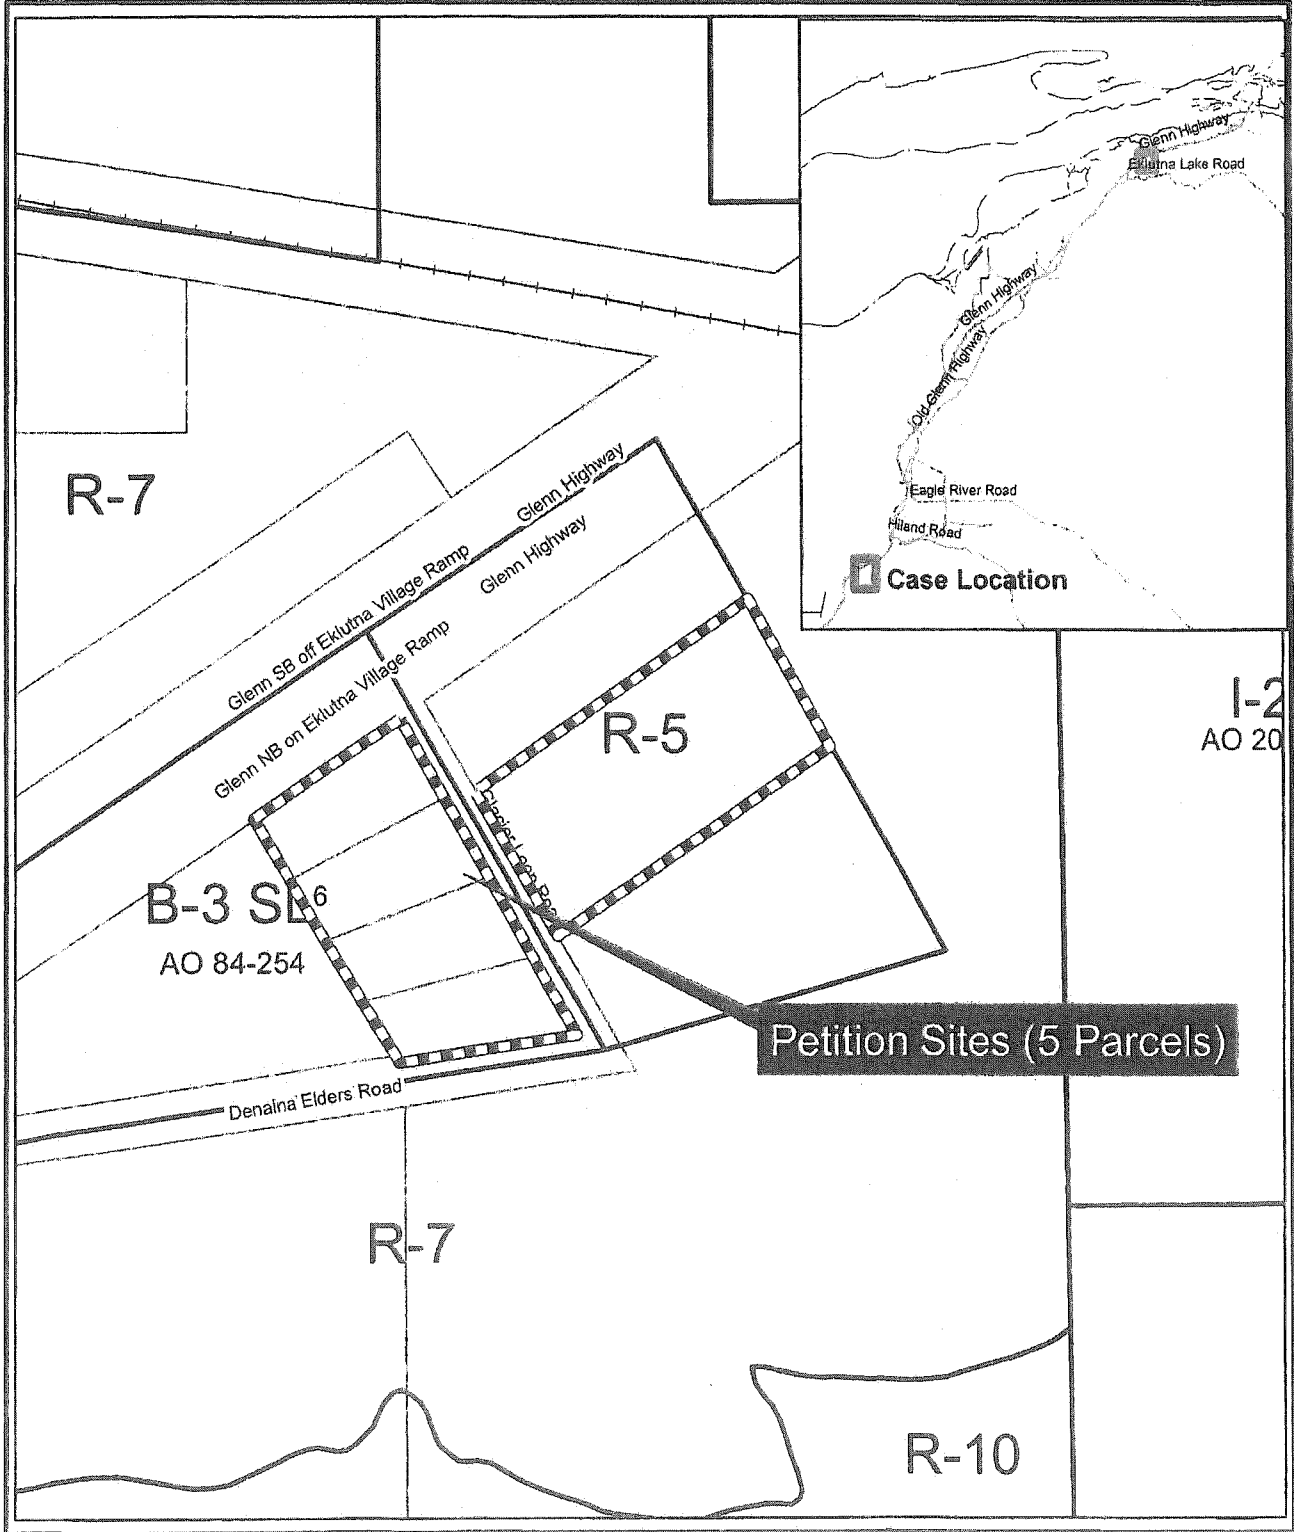 Glenn Highway
Eklutna Lake Road
Glenn Highway
Old Glenn Highway
Eagle River Road
Hiland Road
Case Location
R-7
Glenn Highway
Glenn Highway
Glenn SB off Eklutna Village Ramp
Glenn NB on Eklutna Village Ramp
R-5
I-2
AO 20
B-3 SL
6
AO 84-254
Petition Sites (5 Parcels)
Denaina Elders Road
R-7
R-10